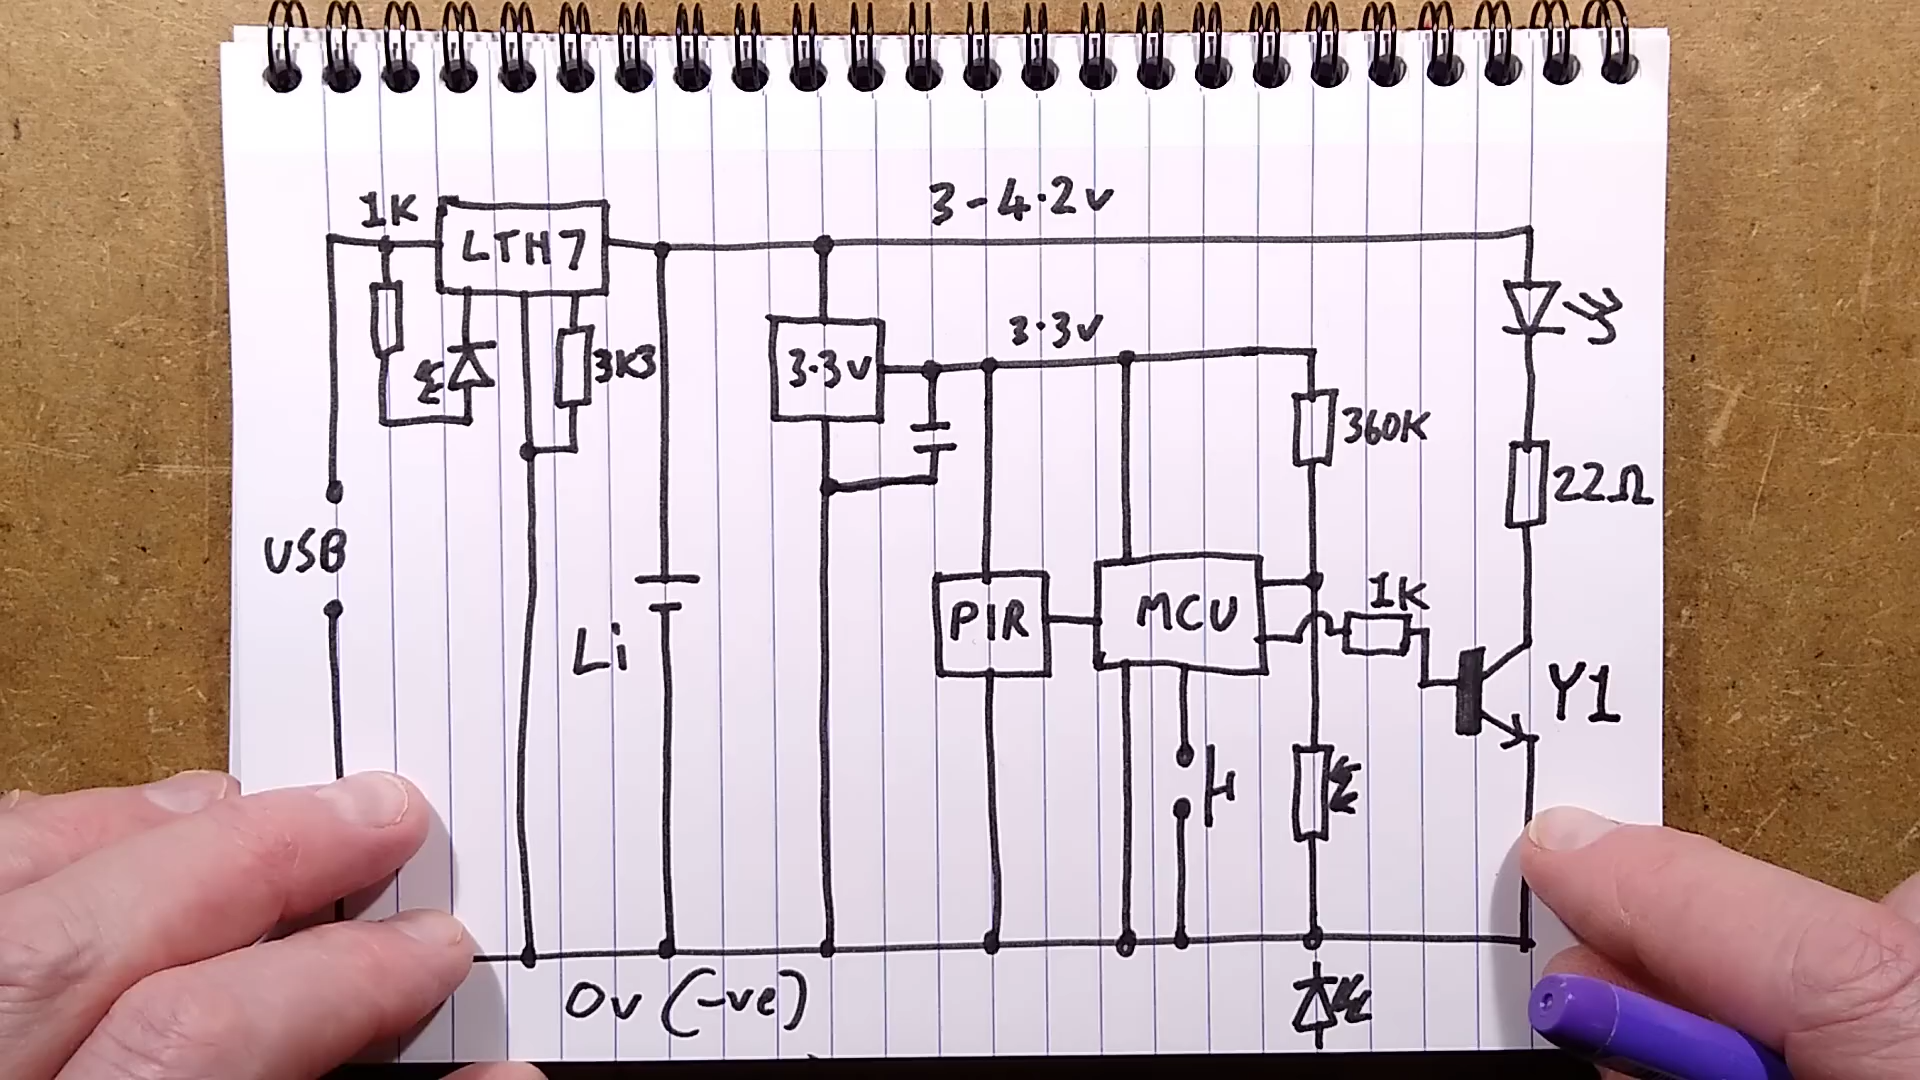 3-4.2v
1K
LTH7
3.3v
3.3v
3K3
360K
22Ω
USB
PIR
MCU
1K
Li
Y1
0v (-ve)